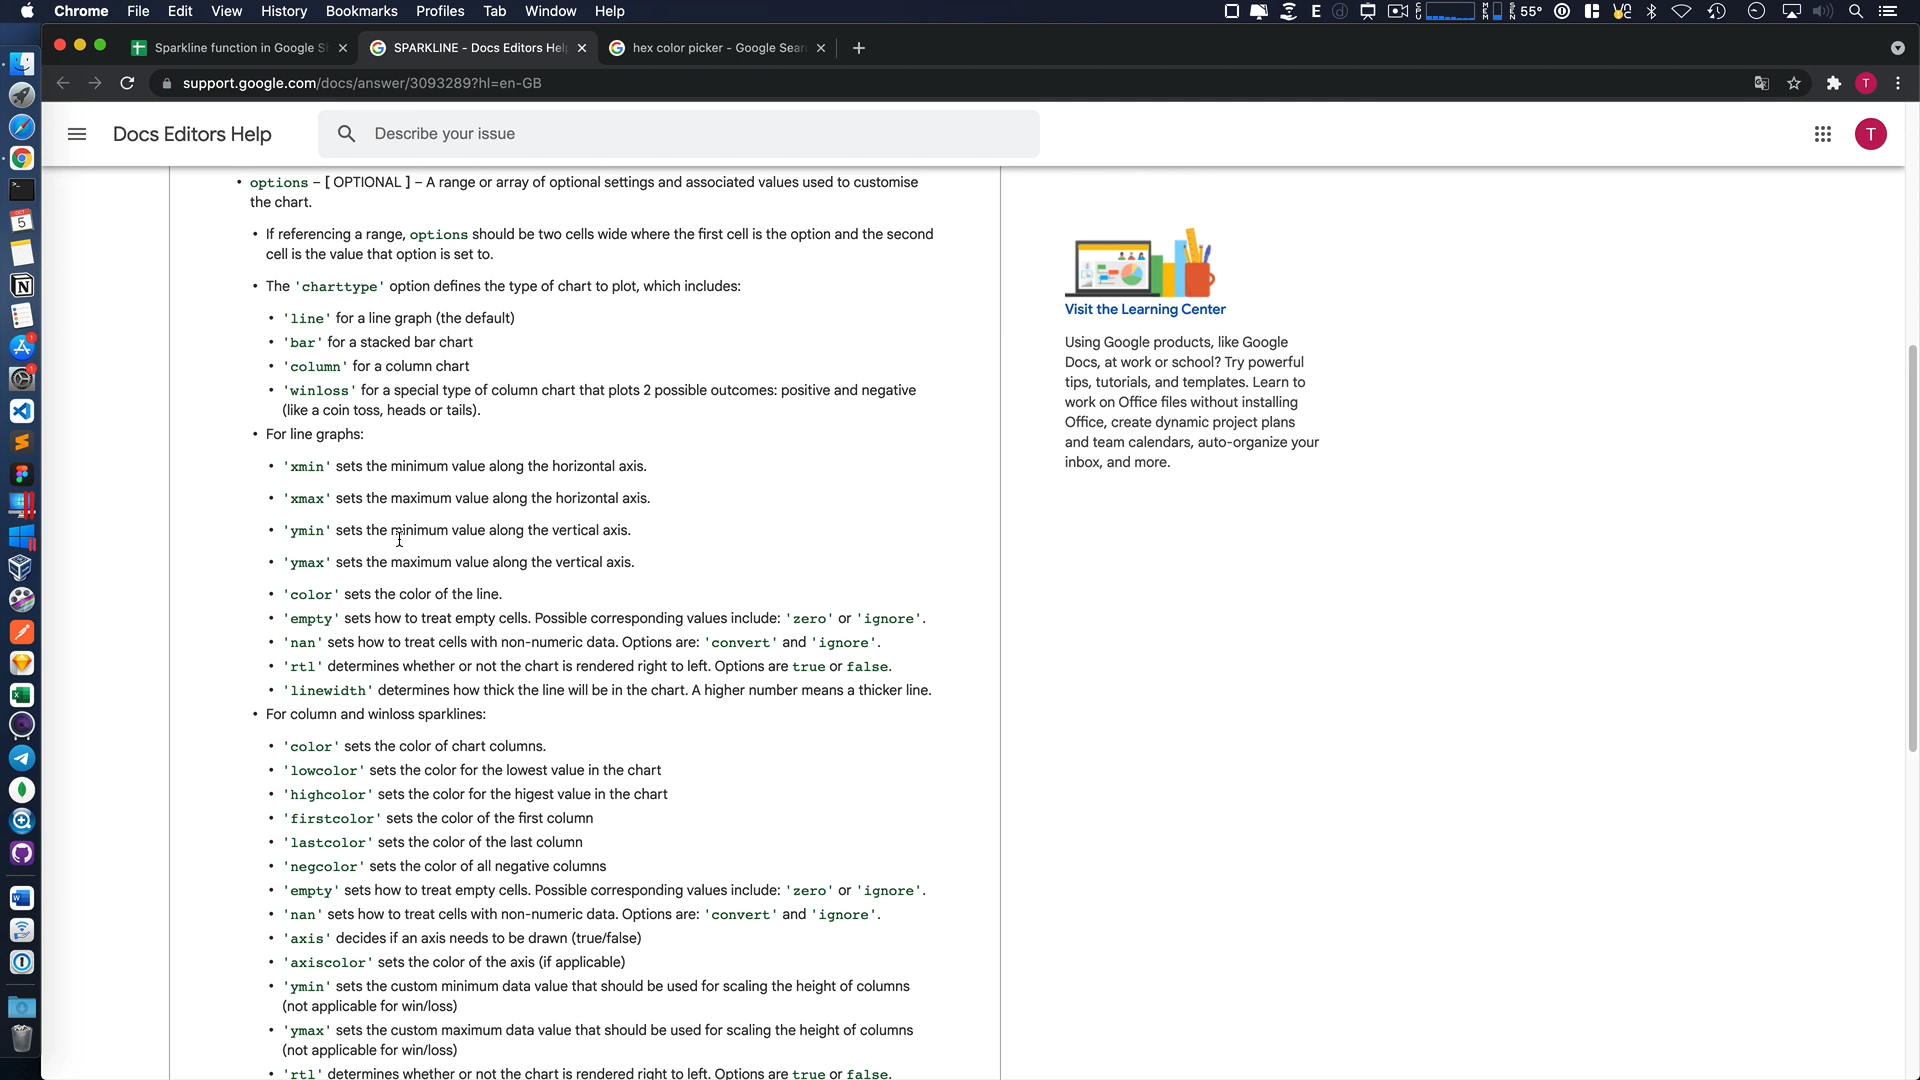 Chrome File Edit View History Bookmarks Profiles Tab Window Help
55°
Sparkline function in Google S
SPARKLINE - Docs Editors Help
hex color picker - Google Sear
support.google.com/docs/answer/3093289?hl=en-GB
T
Docs Editors Help
Describe your issue
T
• options – [ OPTIONAL ] – A range or array of optional settings and associated values used to customise
the chart.
• If referencing a range, options should be two cells wide where the first cell is the option and the second
cell is the value that option is set to.
• The 'charttype' option defines the type of chart to plot, which includes:
• 'line' for a line graph (the default)
• 'bar' for a stacked bar chart
• 'column' for a column chart
• 'winloss' for a special type of column chart that plots 2 possible outcomes: positive and negative
(like a coin toss, heads or tails).
• For line graphs:
• 'xmin' sets the minimum value along the horizontal axis.
• 'xmax' sets the maximum value along the horizontal axis.
• 'ymin' sets the minimum value along the vertical axis.
• 'ymax' sets the maximum value along the vertical axis.
• 'color' sets the color of the line.
• 'empty' sets how to treat empty cells. Possible corresponding values include: 'zero' or 'ignore'.
• 'nan' sets how to treat cells with non-numeric data. Options are: 'convert' and 'ignore'.
• 'rtl' determines whether or not the chart is rendered right to left. Options are true or false.
• 'linewidth' determines how thick the line will be in the chart. A higher number means a thicker line.
• For column and winloss sparklines:
• 'color' sets the color of chart columns.
• 'lowcolor' sets the color for the lowest value in the chart
• 'highcolor' sets the color for the higest value in the chart
• 'firstcolor' sets the color of the first column
• 'lastcolor' sets the color of the last column
• 'negcolor' sets the color of all negative columns
• 'empty' sets how to treat empty cells. Possible corresponding values include: 'zero' or 'ignore'.
• 'nan' sets how to treat cells with non-numeric data. Options are: 'convert' and 'ignore'.
• 'axis' decides if an axis needs to be drawn (true/false)
• 'axiscolor' sets the color of the axis (if applicable)
• 'ymin' sets the custom minimum data value that should be used for scaling the height of columns
(not applicable for win/loss)
• 'ymax' sets the custom maximum data value that should be used for scaling the height of columns
(not applicable for win/loss)
• 'rtl' determines whether or not the chart is rendered right to left. Options are true or false.
Visit the Learning Center
Using Google products, like Google
Docs, at work or school? Try powerful
tips, tutorials, and templates. Learn to
work on Office files without installing
Office, create dynamic project plans
and team calendars, auto-organize your
inbox, and more.